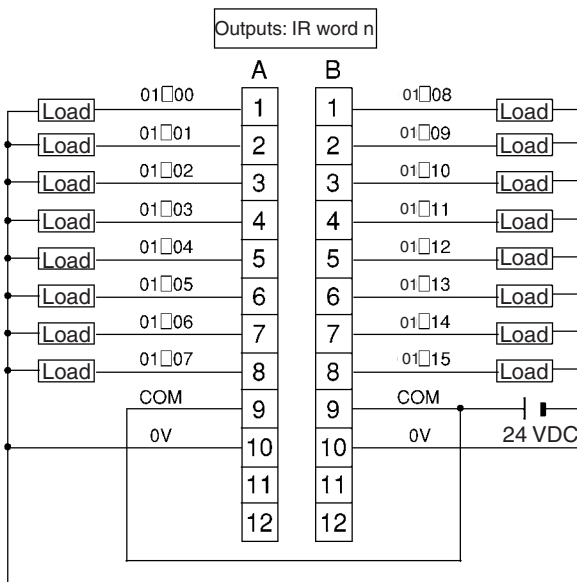 Outputs: IR word n
A B
01□00 1 1 01□08
Load Load
01□01 2 2 01□09
Load Load
01□02 3 3 01□10
Load Load
01□03 4 4 01□11
Load Load
01□04 5 5 01□12
Load Load
01□05 6 6 01□13
Load Load
01□06 7 7 01□14
Load Load
01□07 8 8 01□15
Load Load
COM 9 9 COM
0V 10 10 0V 24 VDC
11 11
12 12